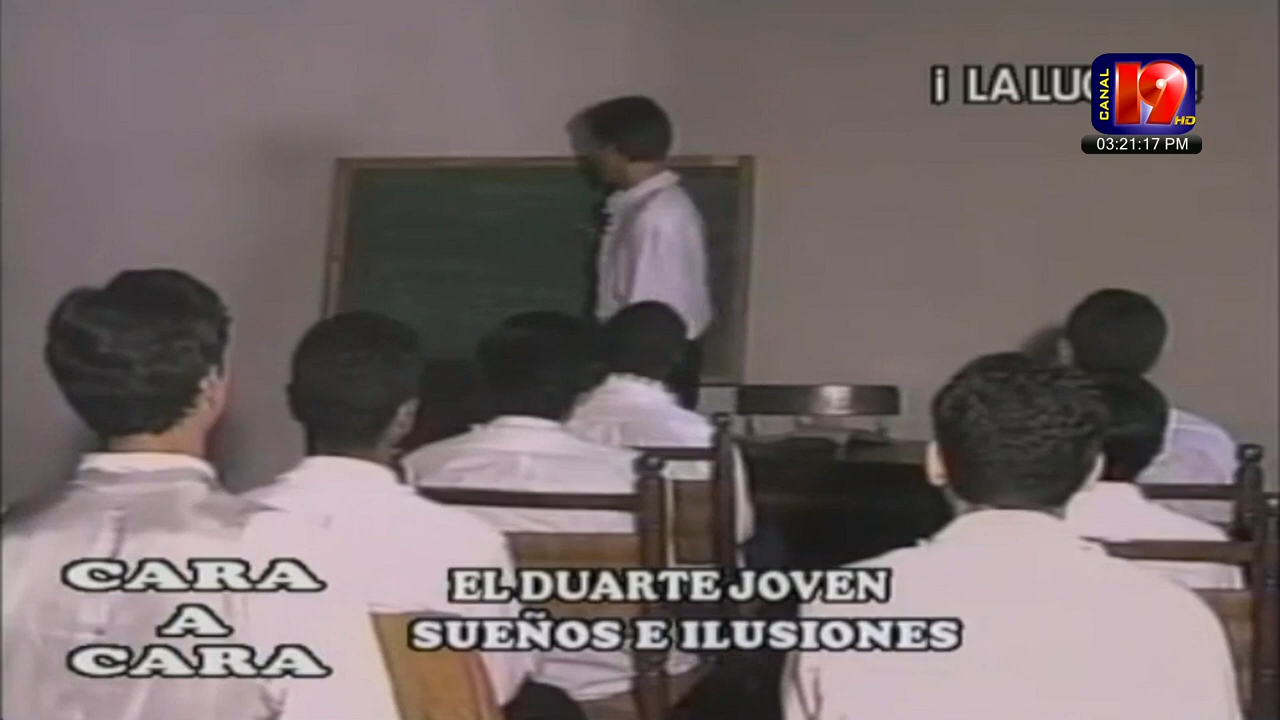 ¡ LA LUC
CANAL
19
HD
03:21:17 PM
CARA
A
CARA
EL DUARTE JOVEN
SUEÑOS E ILUSIONES